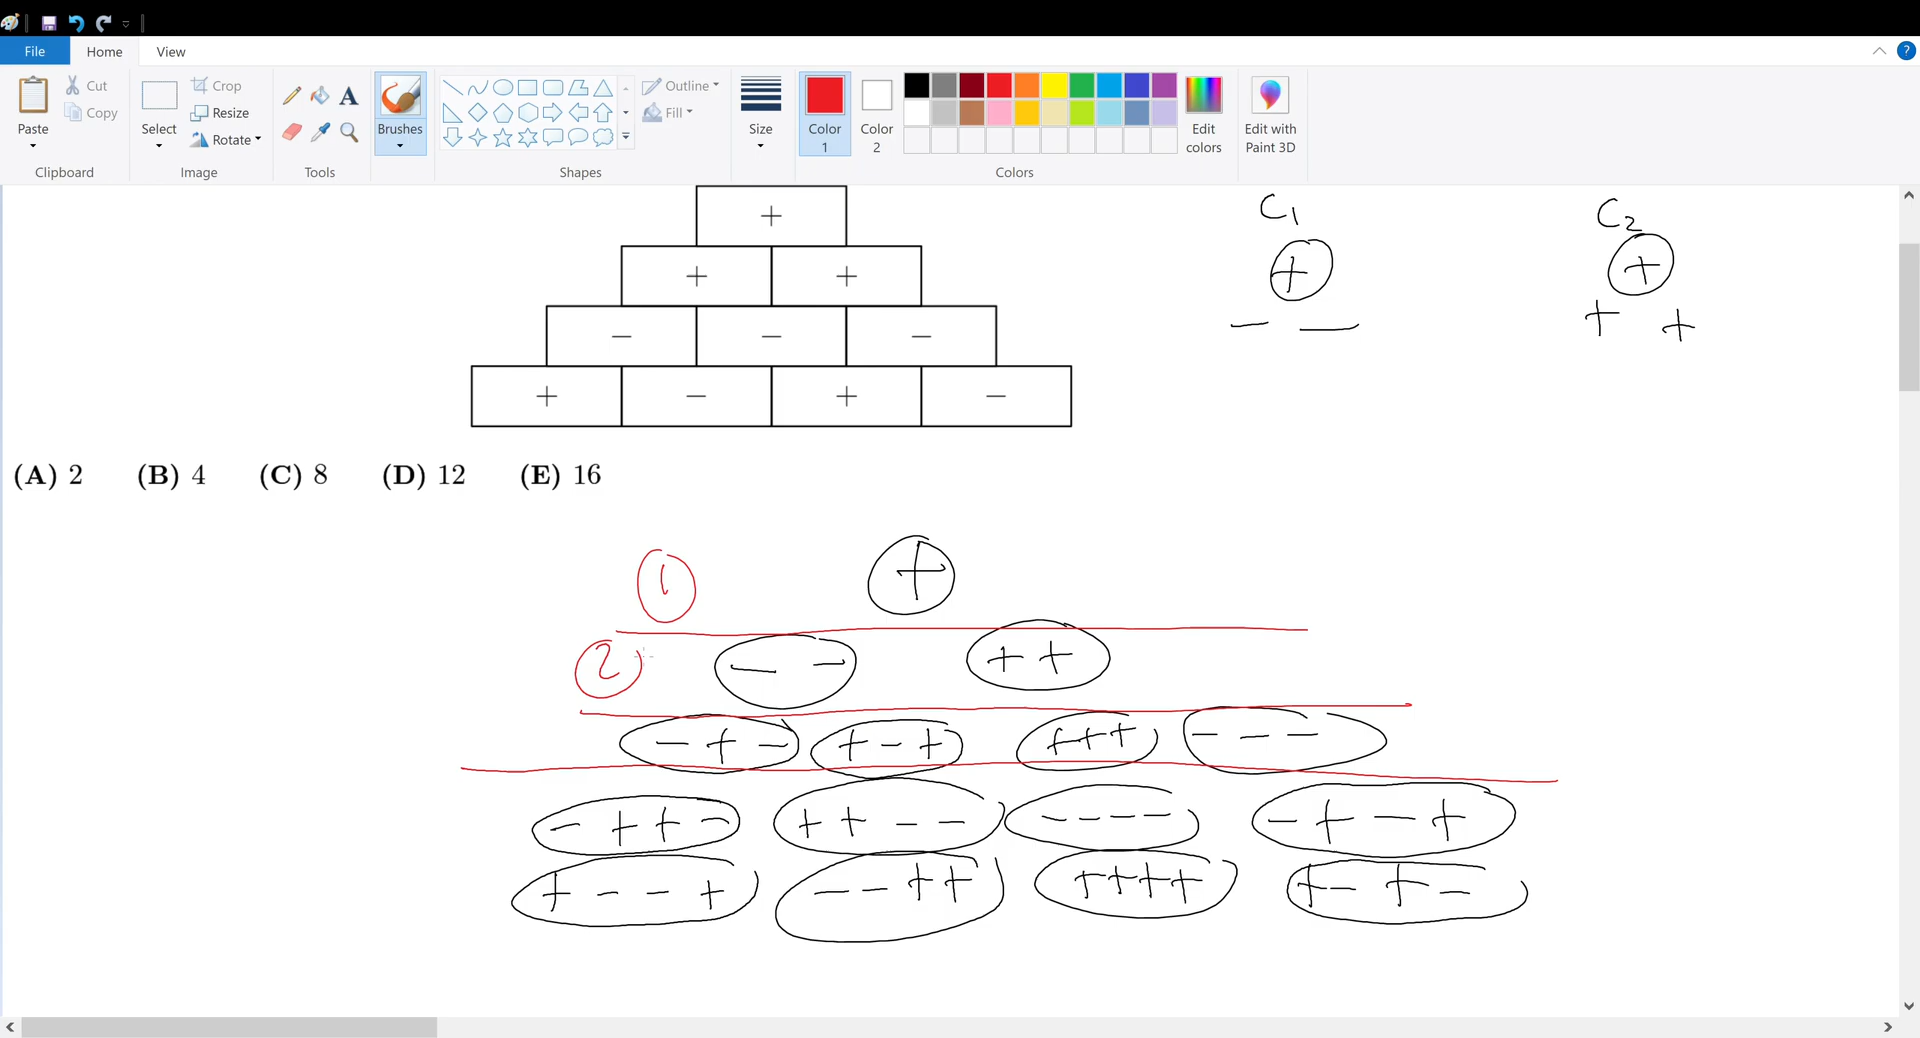 File Home View
Paste Cut Copy Select Crop Resize Rotate A Brushes Outline Fill Size Color 1 Color 2 Edit colors Edit with Paint 3D
Clipboard Image Tools Shapes Colors
+
+ +
− − −
+ − + −
C1 C2
+ +
− − + +
(A) 2 (B) 4 (C) 8 (D) 12 (E) 16
1 +
2 − − + +
− + − + − + + + + − − −
− + + − + + − − − − − − − + − +
+ − − + − − + + + + + + + − + −